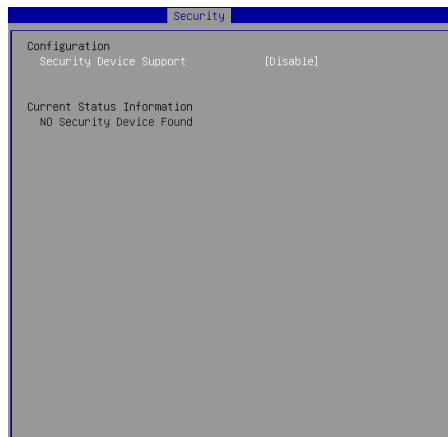 Security
Configuration
Security Device Support [Disable]
Current Status Information
NO Security Device Found